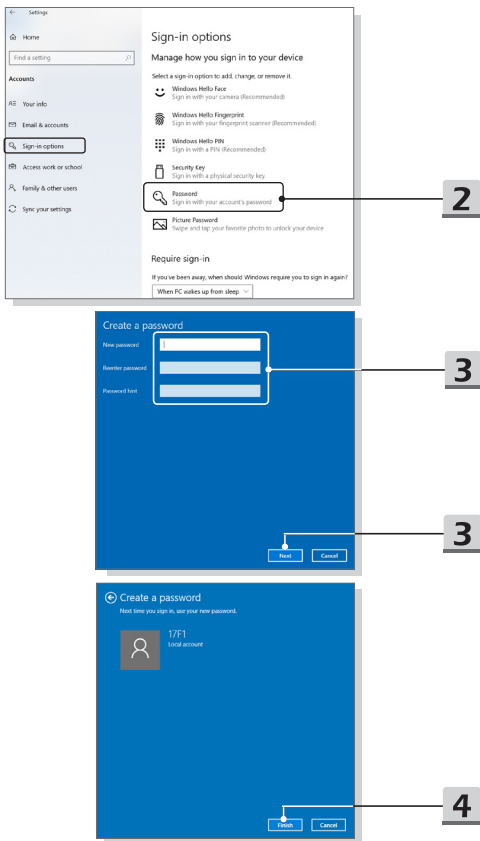 Settings
Home
Find a setting
Accounts
Your info
Email & accounts
Sign-in options
Access work or school
Family & other users
Sync your settings
Sign-in options
Manage how you sign in to your device
Select a sign-in option to add, change, or remove it.
Windows Hello Face
Sign in with your camera (Recommended)
Windows Hello Fingerprint
Sign in with your fingerprint scanner (Recommended)
Windows Hello PIN
Sign in with a PIN (Recommended)
Security Key
Sign in with a physical security key
Password
Sign in with your account's password
2
Picture Password
Swipe and tap your favorite photo to unlock your device
Require sign-in
If you've been away, when should Windows require you to sign in again?
When PC wakes up from sleep
Create a password
New password
Reenter password
Password hint
3
Next Cancel
3
Create a password
Next time you sign in, use your new password.
17F1
Local account
Finish Cancel
4